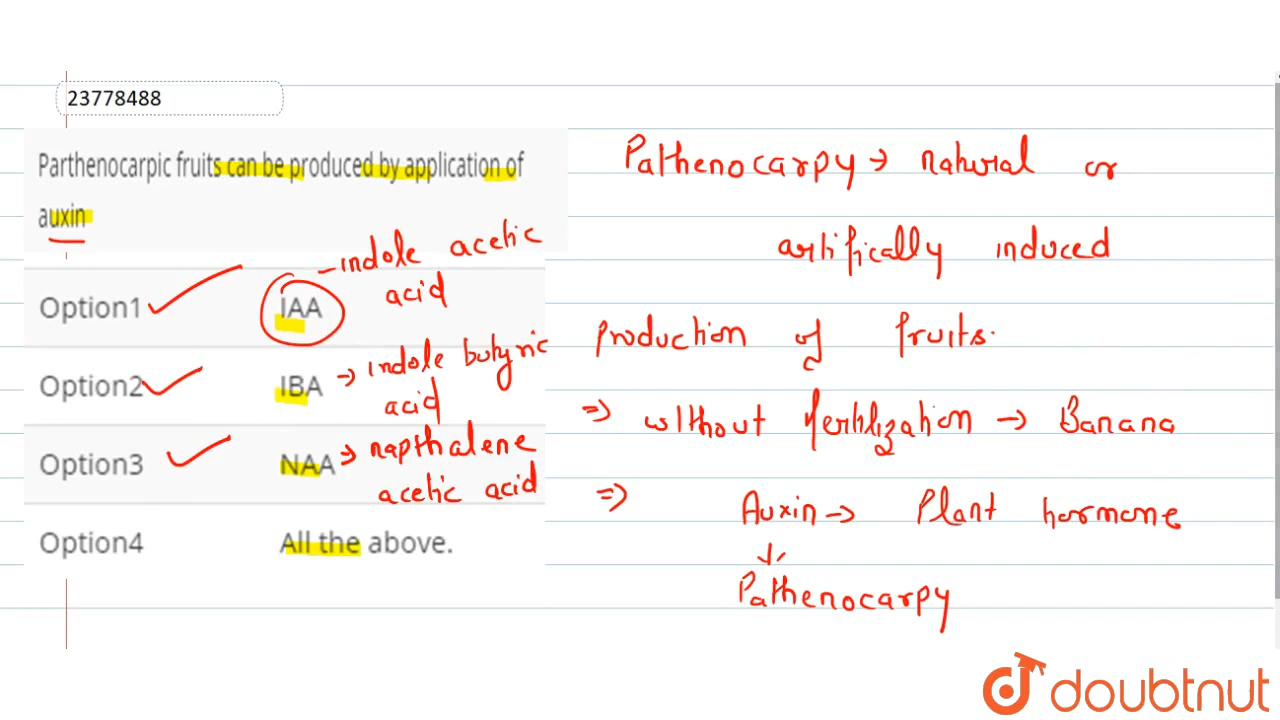 23778488
Parthenocarpic fruits can be produced by application of
auxin
Option1 IAA - indole acetic
acid
Option2 IBA → indole butyric
acid
Option3 NAA → napthalene
acetic acid
Option4 All the above.
Pathenocarpy → natural or
artifically induced
production of fruits.
⇒ without fertilization → Banana
⇒ Auxin → Plant hormone
↓
Pathenocarpy
doubtnut